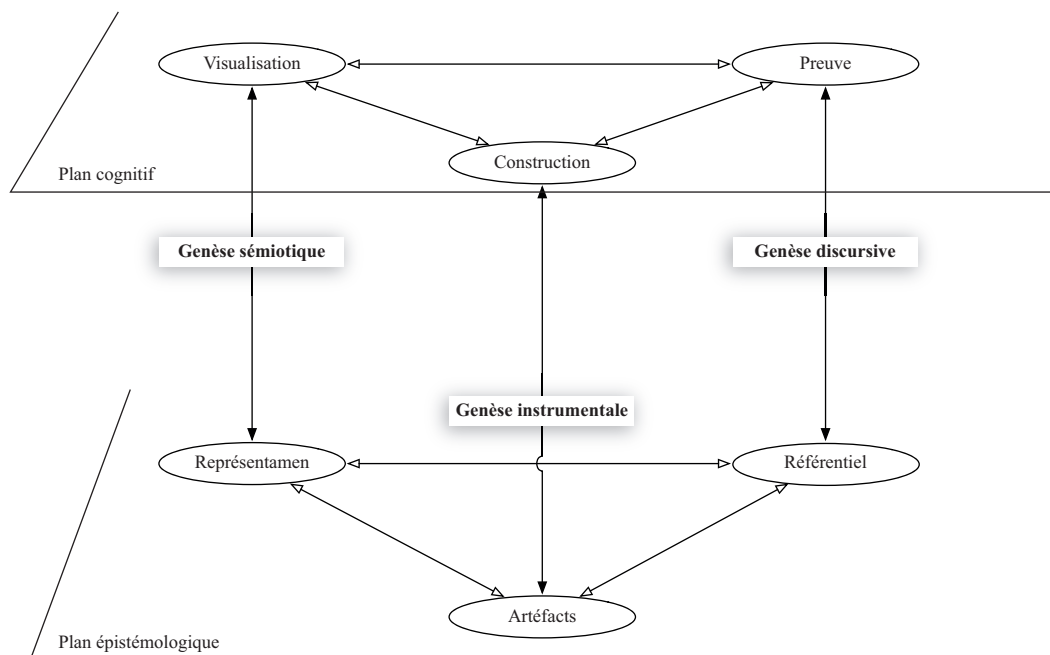 Visualisation
Preuve
Construction
Plan cognitif
Genèse sémiotique
Genèse discursive
Genèse instrumentale
Représentamen
Référentiel
Artéfacts
Plan épistémologique